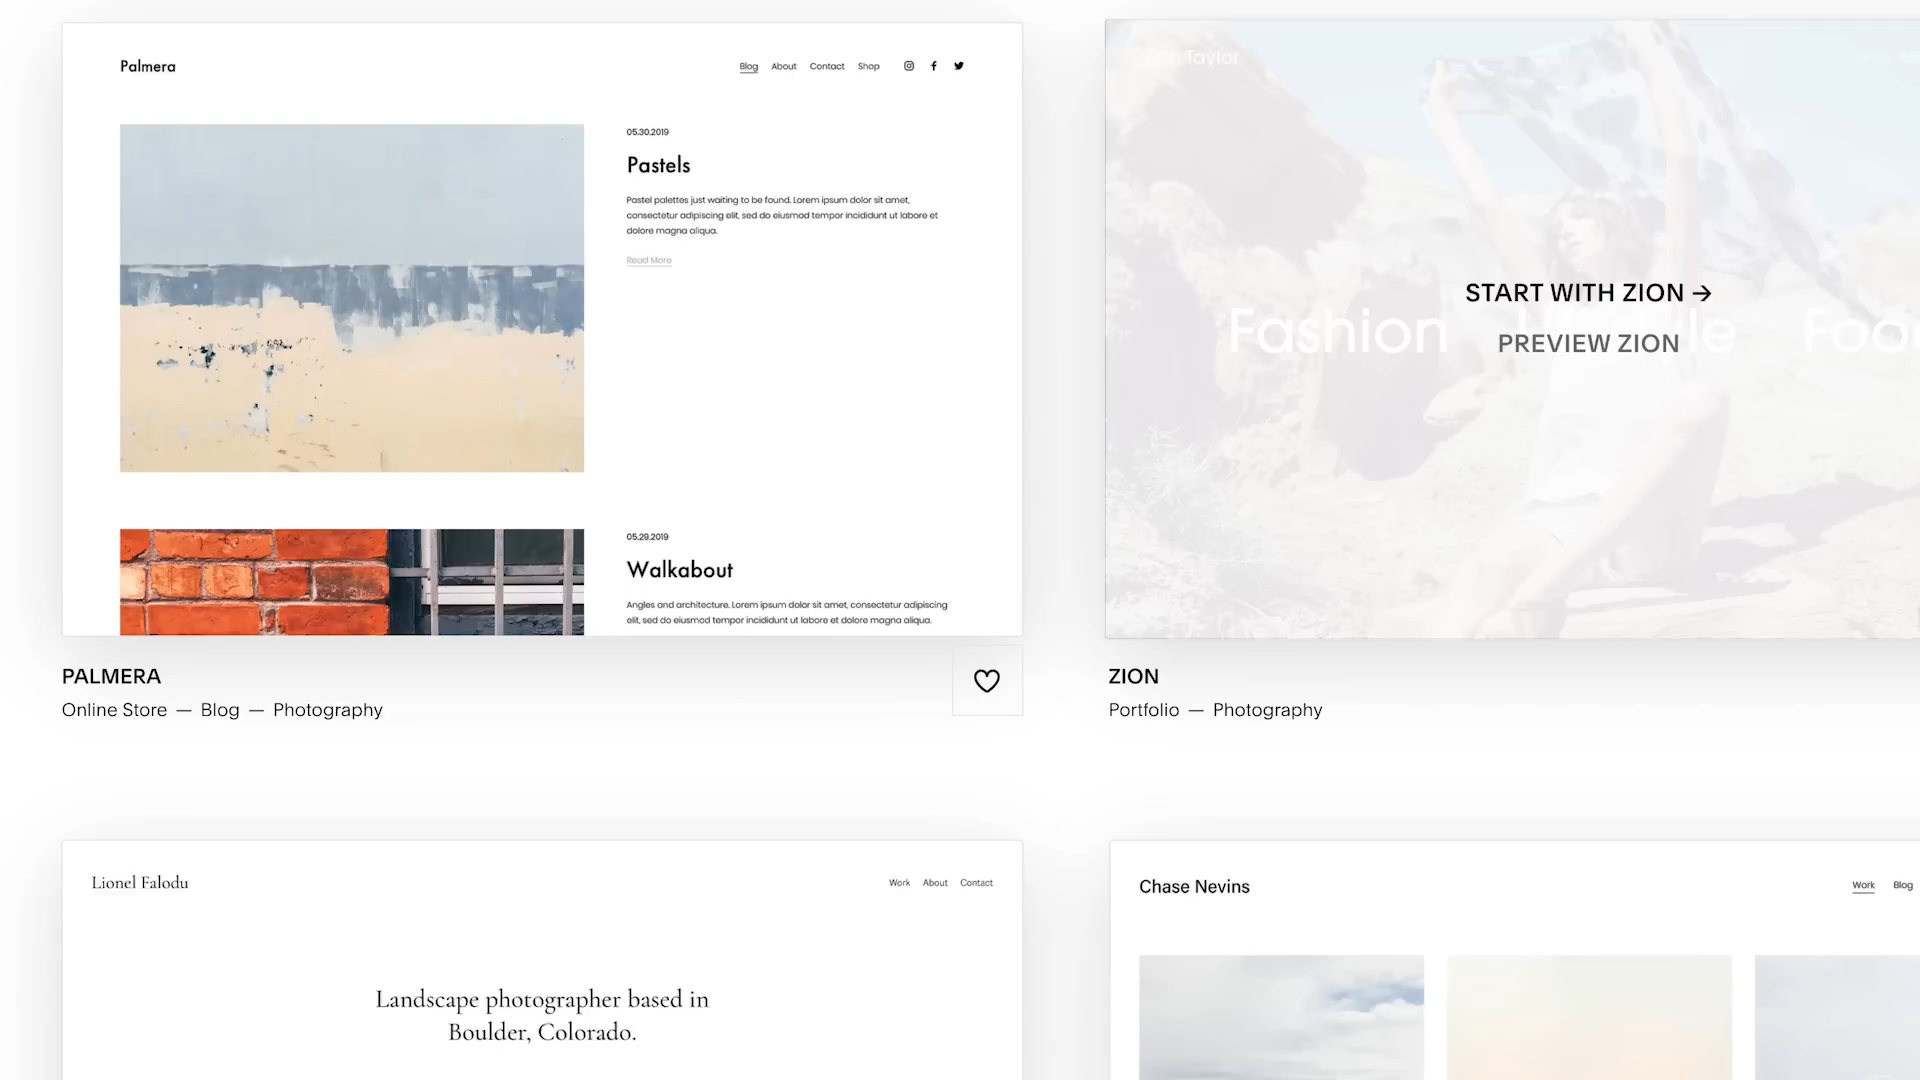 Palmera
Blog About Contact Shop
05.30.2019
Pastels
Pastel palettes just waiting to be found. Lorem ipsum dolor sit amet,
consectetur adipiscing elit, sed do eiusmod tempor incididunt ut labore et
dolore magna aliqua.
Read More
05.29.2019
Walkabout
Angles and architecture. Lorem ipsum dolor sit amet, consectetur adipiscing
elit, sed do eiusmod tempor incididunt ut labore et dolore magna aliqua.
PALMERA
Online Store — Blog — Photography
Taylor
START WITH ZION →
Fashion
PREVIEW ZION
ZION
Portfolio — Photography
Lionel Falodu
Work About Contact
Landscape photographer based in
Boulder, Colorado.
Chase Nevins
Work Blog